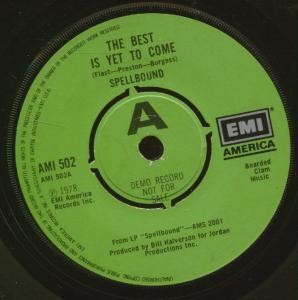 THE BEST
IS YET TO COME
(Flast—Preston—Burgess)
SPELLBOUND
A
EMI
AMERICA
AMI 502
AMI 502A
Bearded
Clam
Music
℗ 1978
EMI America
Records Inc.
DEMO RECORD
NOT FOR
SALE
From LP "Spellbound"—AMS 2001
Produced by Bill Halverson for Jordan
Productions Inc.